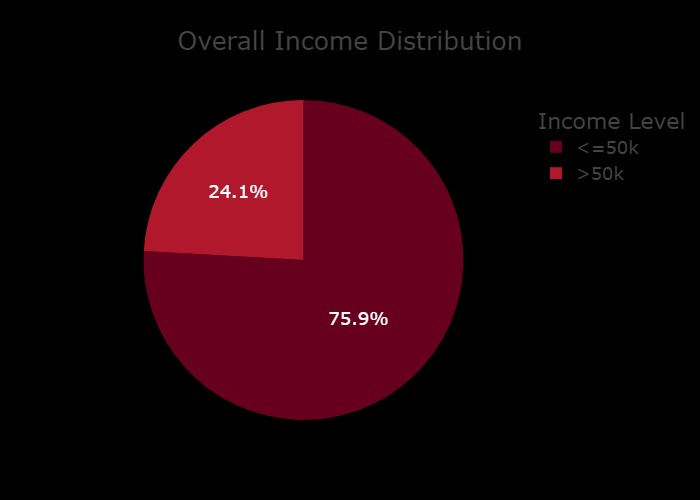 Overall Income Distribution
Income Level
<=50k
>50k
24.1%
75.9%